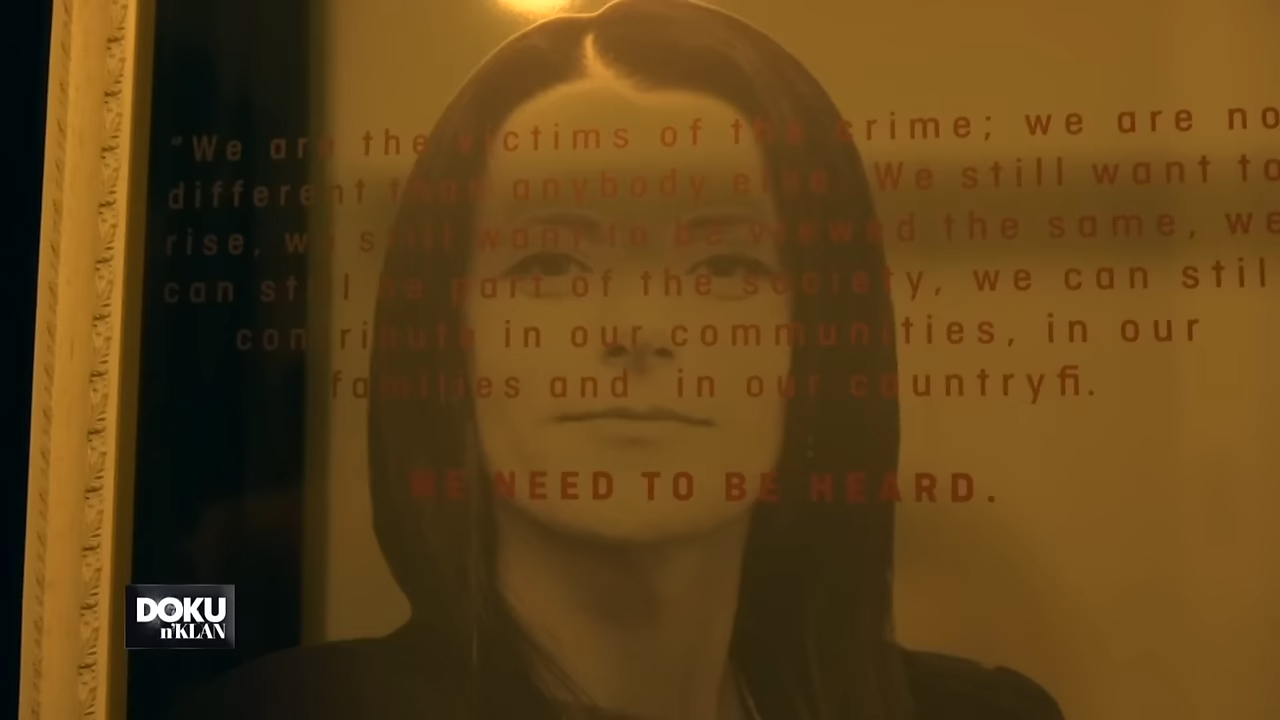 "We are the victims of the crime; we are no
different than anybody else. We still want to
rise, we still want to be viewed the same, we
can still be part of the society, we can stil
contribute in our communities, in our
families and in our countryfi.
WE NEED TO BE HEARD.
DOKU
n'KLAN